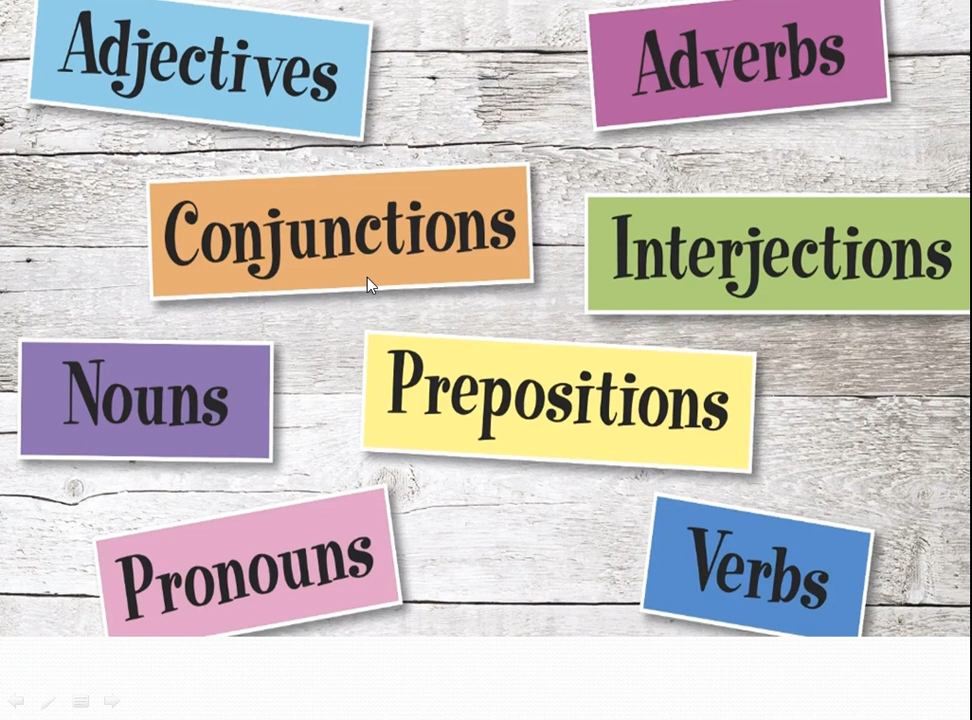 Adjectives
Adverbs
Conjunctions
Interjections
Nouns
Prepositions
Pronouns
Verbs